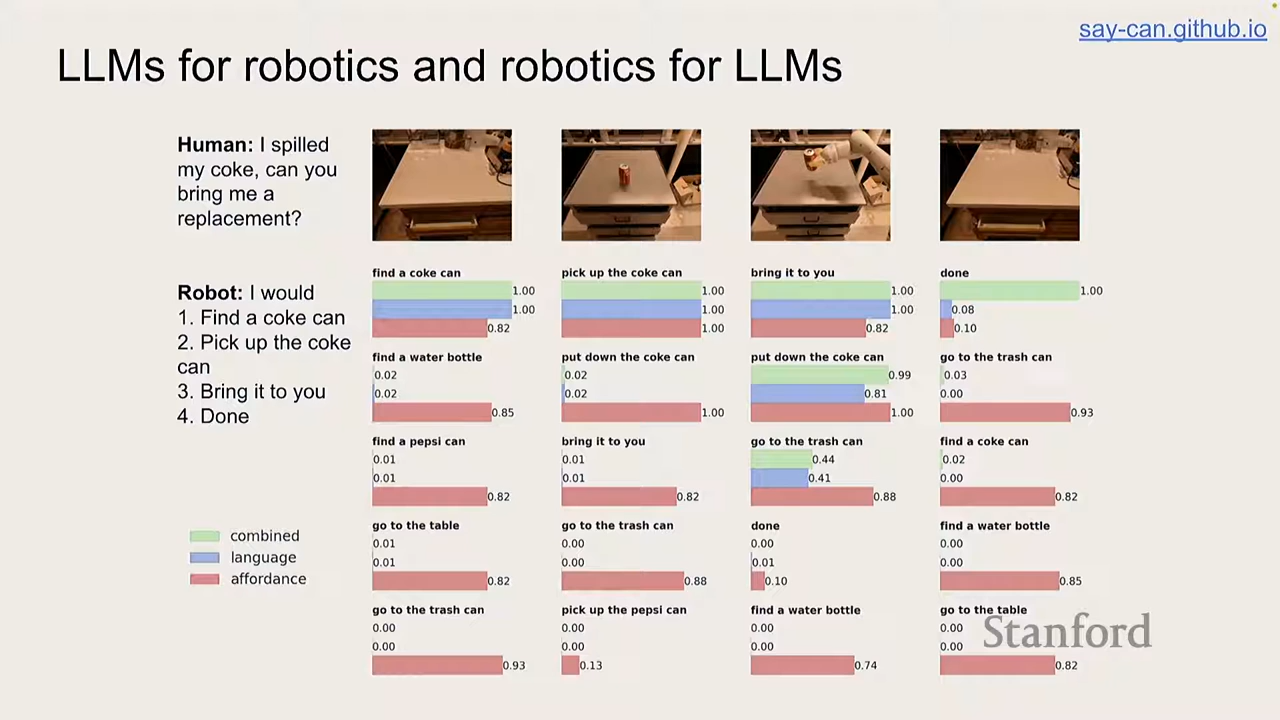 say-can.github.io
LLMs for robotics and robotics for LLMs
Human: I spilled
my coke, can you
bring me a
replacement?
Robot: I would
1. Find a coke can
2. Pick up the coke
can
3. Bring it to you
4. Done
combined
language
affordance
find a coke can
1.00
1.00
0.82
find a water bottle
0.02
0.02
0.85
find a pepsi can
0.01
0.01
0.82
go to the table
0.01
0.01
0.82
go to the trash can
0.00
0.00
0.93
pick up the coke can
1.00
1.00
1.00
put down the coke can
0.02
0.02
1.00
bring it to you
0.01
0.01
0.82
go to the trash can
0.00
0.00
0.88
pick up the pepsi can
0.00
0.00
0.13
bring it to you
1.00
1.00
0.82
put down the coke can
0.99
0.81
1.00
go to the trash can
0.44
0.41
0.88
done
0.00
0.01
0.10
find a water bottle
0.00
0.00
0.74
done
1.00
0.08
0.10
go to the trash can
0.03
0.00
0.93
find a coke can
0.02
0.00
0.82
find a water bottle
0.00
0.00
0.85
go to the table
0.00
0.00
0.82
Stanford